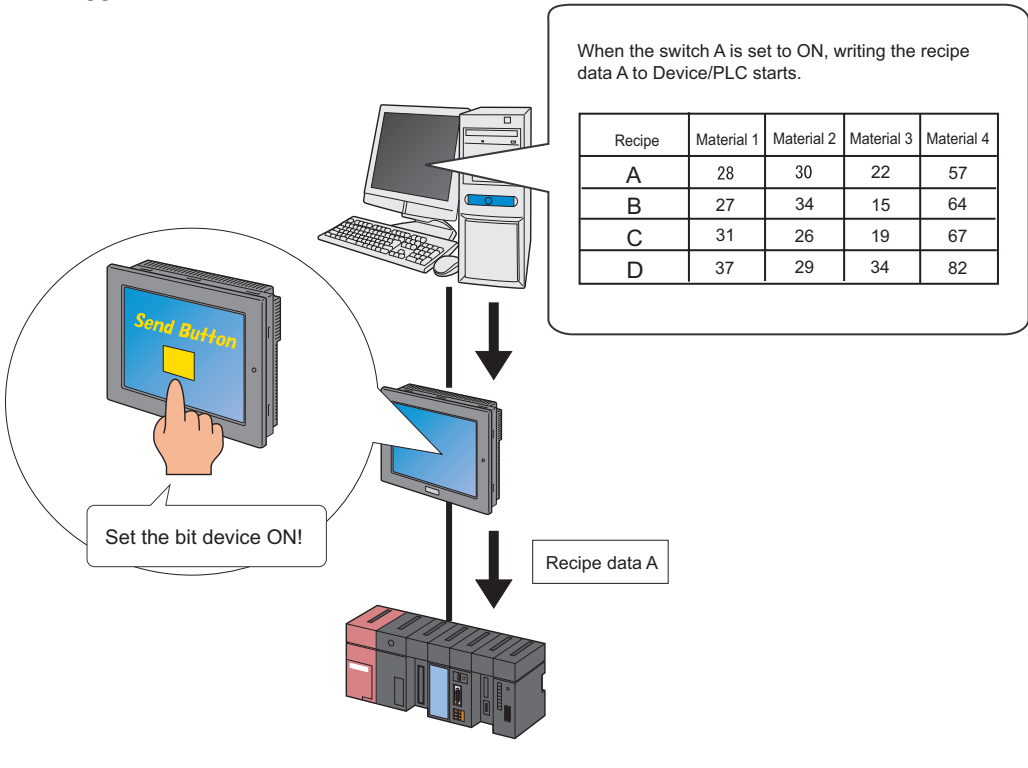 When the switch A is set to ON, writing the recipe
data A to Device/PLC starts.
Recipe Material 1 Material 2 Material 3 Material 4
A 28 30 22 57
B 27 34 15 64
C 31 26 19 67
D 37 29 34 82
Send Button
Set the bit device ON!
Recipe data A